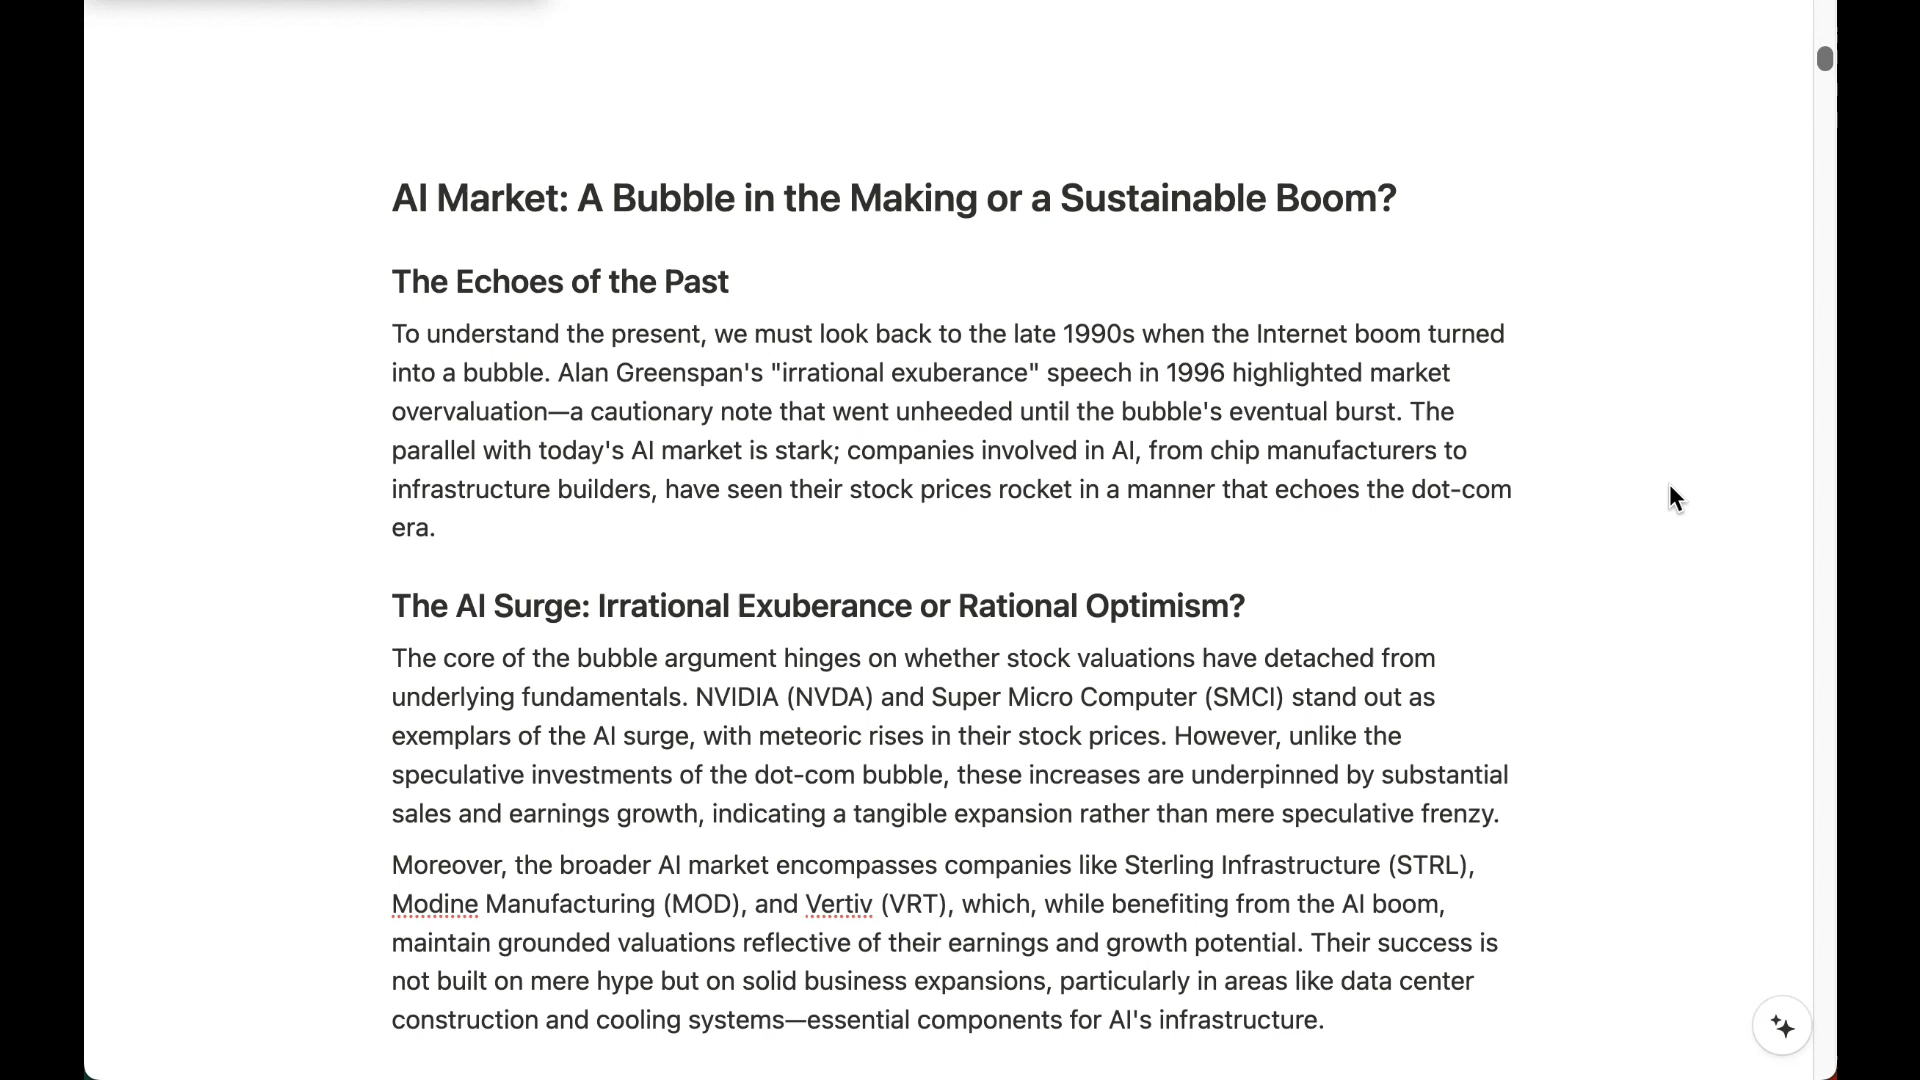 AI Market: A Bubble in the Making or a Sustainable Boom?
The Echoes of the Past
To understand the present, we must look back to the late 1990s when the Internet boom turned
into a bubble. Alan Greenspan's "irrational exuberance" speech in 1996 highlighted market
overvaluation—a cautionary note that went unheeded until the bubble's eventual burst. The
parallel with today's AI market is stark; companies involved in AI, from chip manufacturers to
infrastructure builders, have seen their stock prices rocket in a manner that echoes the dot-com
era.
The AI Surge: Irrational Exuberance or Rational Optimism?
The core of the bubble argument hinges on whether stock valuations have detached from
underlying fundamentals. NVIDIA (NVDA) and Super Micro Computer (SMCI) stand out as
exemplars of the AI surge, with meteoric rises in their stock prices. However, unlike the
speculative investments of the dot-com bubble, these increases are underpinned by substantial
sales and earnings growth, indicating a tangible expansion rather than mere speculative frenzy.
Moreover, the broader AI market encompasses companies like Sterling Infrastructure (STRL),
Modine Manufacturing (MOD), and Vertiv (VRT), which, while benefiting from the AI boom,
maintain grounded valuations reflective of their earnings and growth potential. Their success is
not built on mere hype but on solid business expansions, particularly in areas like data center
construction and cooling systems—essential components for AI's infrastructure.